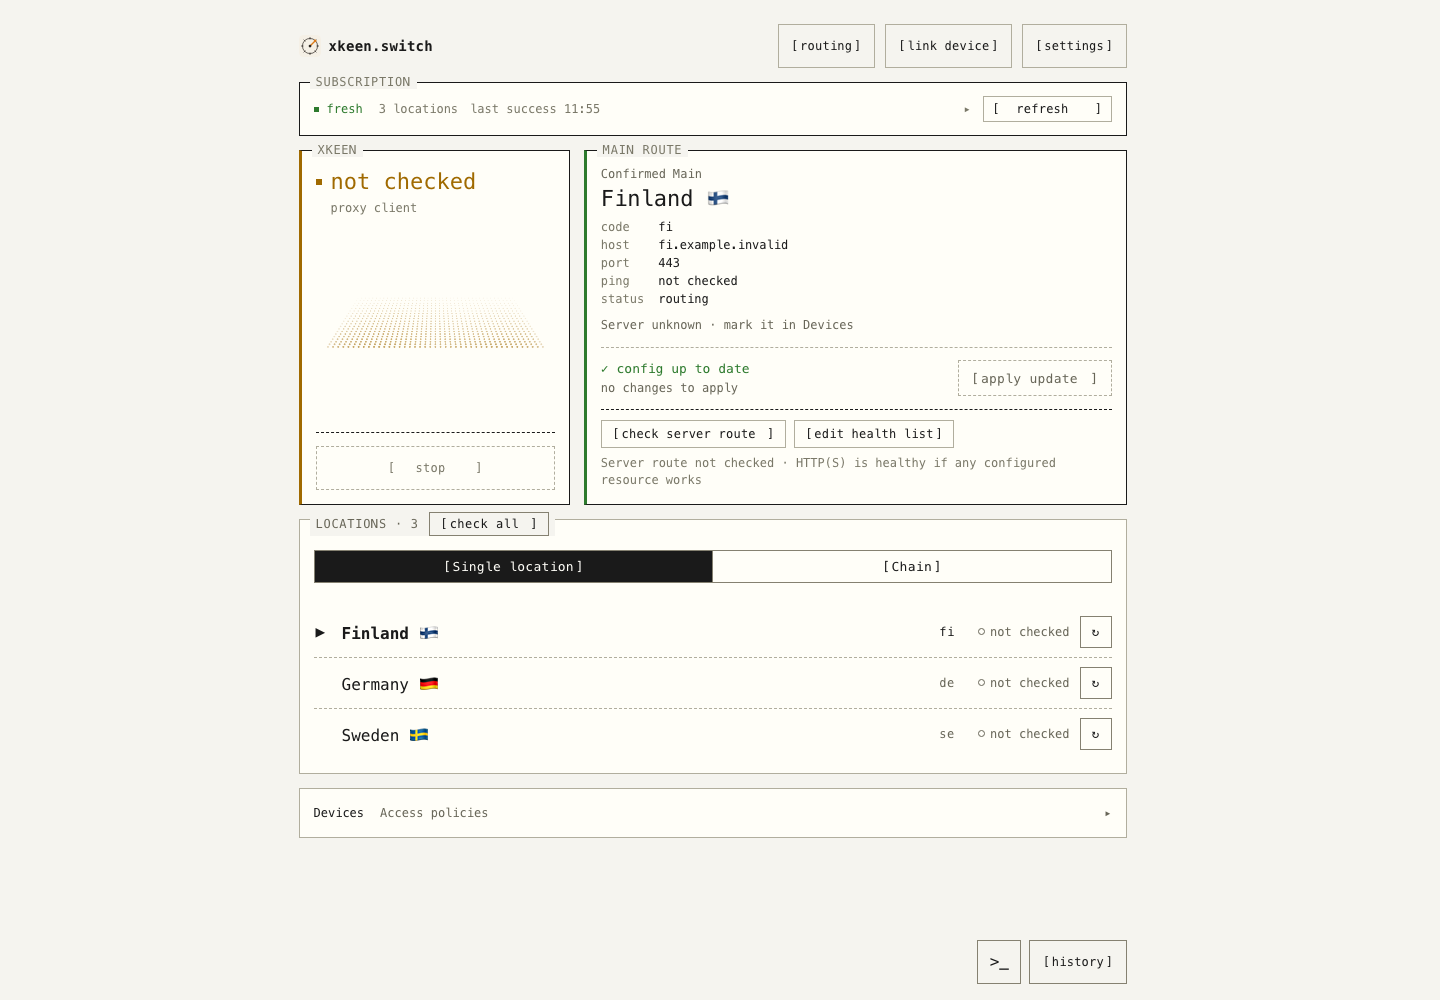 xkeen.switch
[routing] [link device] [settings]
SUBSCRIPTION
fresh 3 locations last success 11:55 ▸ [ refresh ]
XKEEN
not checked
proxy client
[ stop ]
MAIN ROUTE
Confirmed Main
Finland 🇫🇮
code fi
host fi.example.invalid
port 443
ping not checked
status routing
Server unknown · mark it in Devices
✓ config up to date
no changes to apply
[apply update ]
[check server route ] [edit health list]
Server route not checked · HTTP(S) is healthy if any configured
resource works
LOCATIONS · 3 [check all ]
[Single location] [Chain]
▶ Finland 🇫🇮 fi ○ not checked ↻
Germany 🇩🇪 de ○ not checked ↻
Sweden 🇸🇪 se ○ not checked ↻
Devices Access policies ▸
>_ [history]